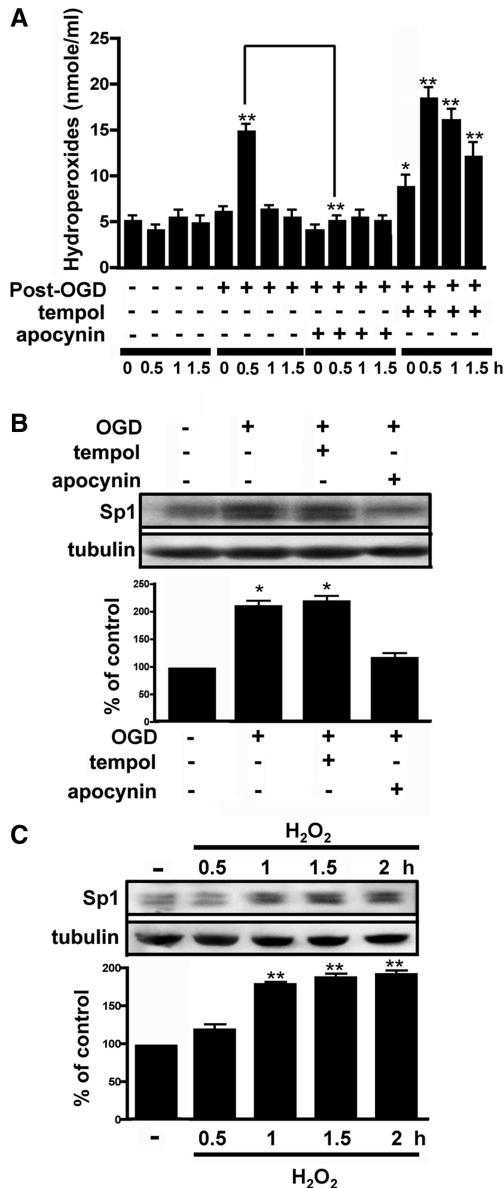 A
Hydroperoxides (nmole/ml)
25
20
15
10
5
0
** ** * ** ** **
Post-OGD - - - - + + + + + + + + + + + +
tempol - - - - - - - - - - - - + + + +
apocynin - - - - - - - - + + + + - - - -
0 0.5 1 1.5 0 0.5 1 1.5 0 0.5 1 1.5 0 0.5 1 1.5 h
B
OGD - + + +
tempol - - + -
apocynin - - - +
Sp1
tubulin
% of control
250
200
150
100
50
0
* *
OGD - + + +
tempol - - + -
apocynin - - - +
C
H2O2
- 0.5 1 1.5 2 h
Sp1
tubulin
% of control
200
150
100
50
0
** ** **
- 0.5 1 1.5 2 h
H2O2